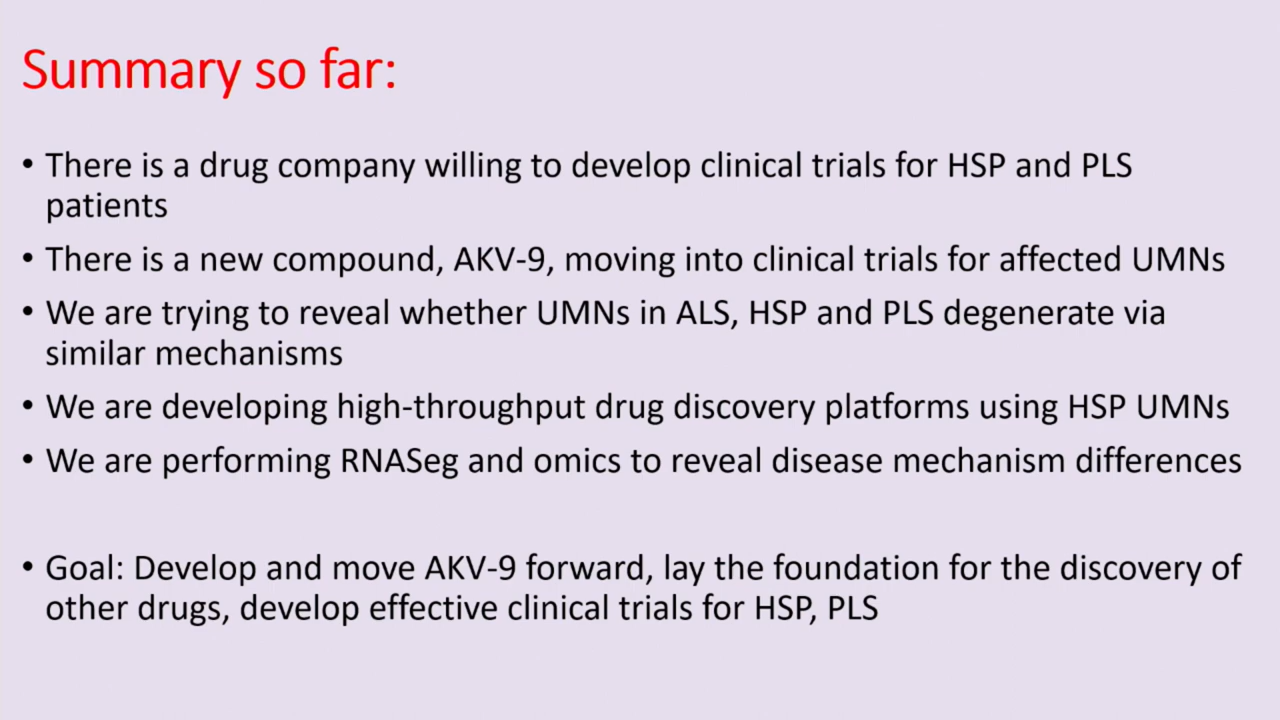 Summary so far:
• There is a drug company willing to develop clinical trials for HSP and PLS
patients
• There is a new compound, AKV-9, moving into clinical trials for affected UMNs
• We are trying to reveal whether UMNs in ALS, HSP and PLS degenerate via
similar mechanisms
• We are developing high-throughput drug discovery platforms using HSP UMNs
• We are performing RNASeg and omics to reveal disease mechanism differences
• Goal: Develop and move AKV-9 forward, lay the foundation for the discovery of
other drugs, develop effective clinical trials for HSP, PLS